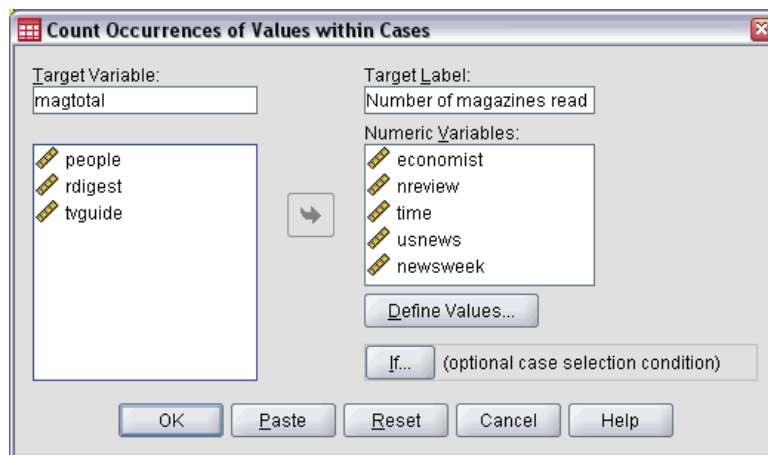 Count Occurrences of Values within Cases
Target Variable:
magtotal
Target Label:
Number of magazines read
people
rdigest
tvguide
Numeric Variables:
economist
nreview
time
usnews
newsweek
Define Values...
If... (optional case selection condition)
OK Paste Reset Cancel Help